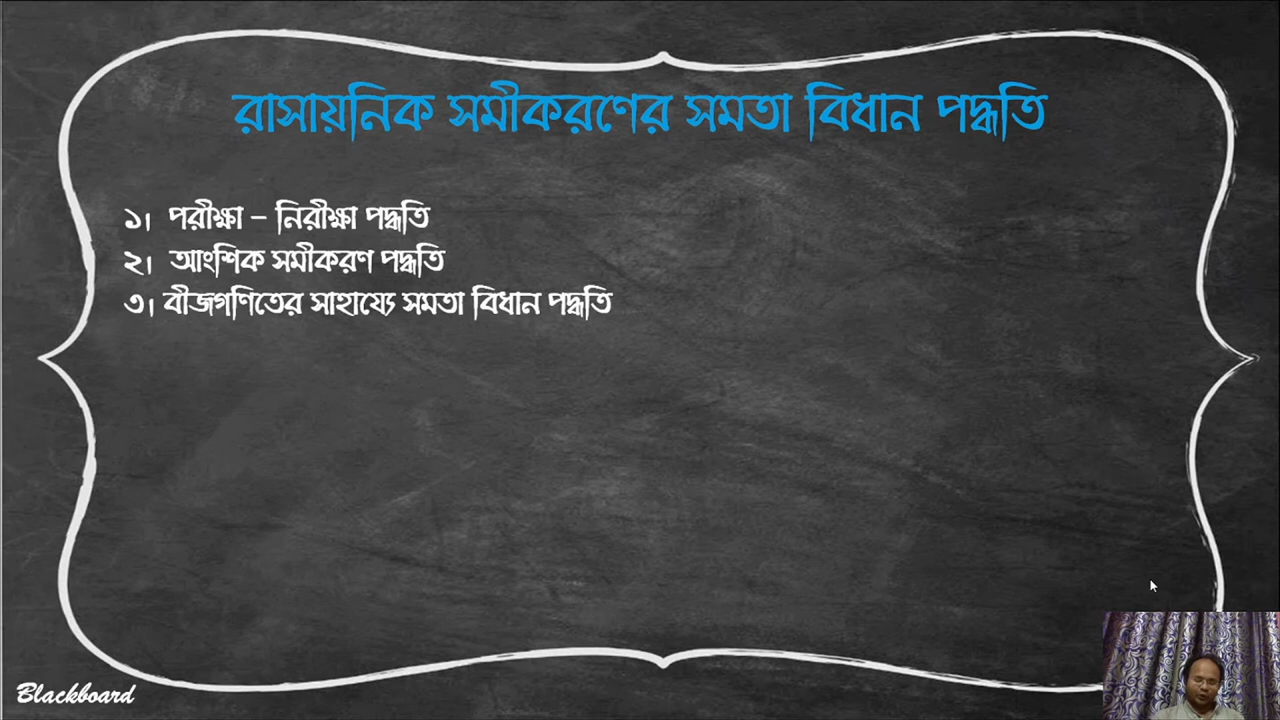 রাসায়নিক সমীকরণের সমতা বিধান পদ্ধতি
১। পরীক্ষা – নিরীক্ষা পদ্ধতি
২। আংশিক সমীকরণ পদ্ধতি
৩। বীজগণিতের সাহায্যে সমতা বিধান পদ্ধতি
Blackboard